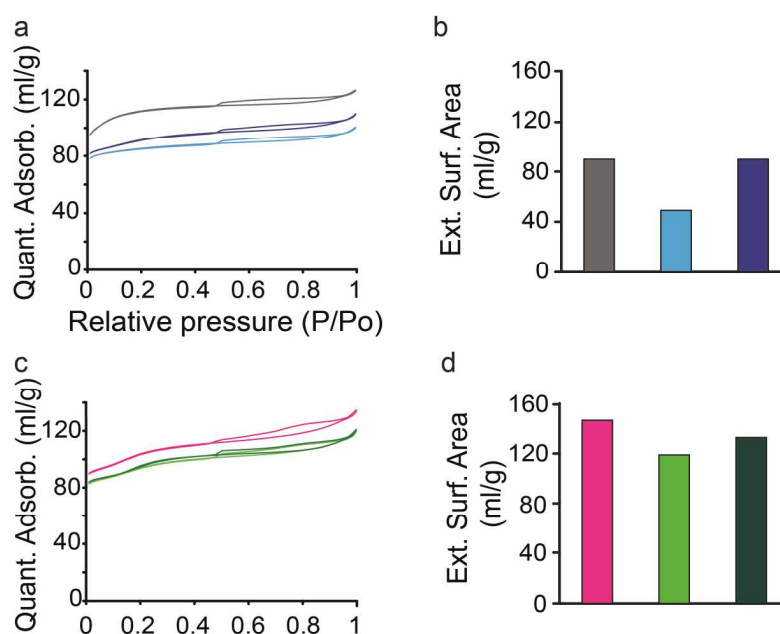 a
Quant. Adsorb. (ml/g)
120
80
40
0
0 0.2 0.4 0.6 0.8 1
Relative pressure (P/Po)
b
Ext. Surf. Area
(ml/g)
160
120
80
40
0
c
Quant. Adsorb. (ml/g)
120
80
40
0
0 0.2 0.4 0.6 0.8 1
d
Ext. Surf. Area
(ml/g)
160
120
80
40
0